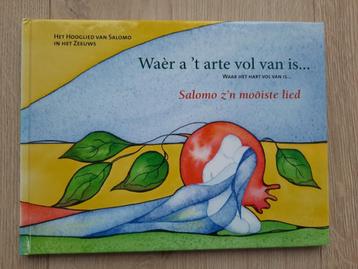 Het Hooglied van Salomo
in het Zeeuws
Waèr a 't arte vol van is...
Waar het hart vol van is...
Salomo z'n moôiste lied